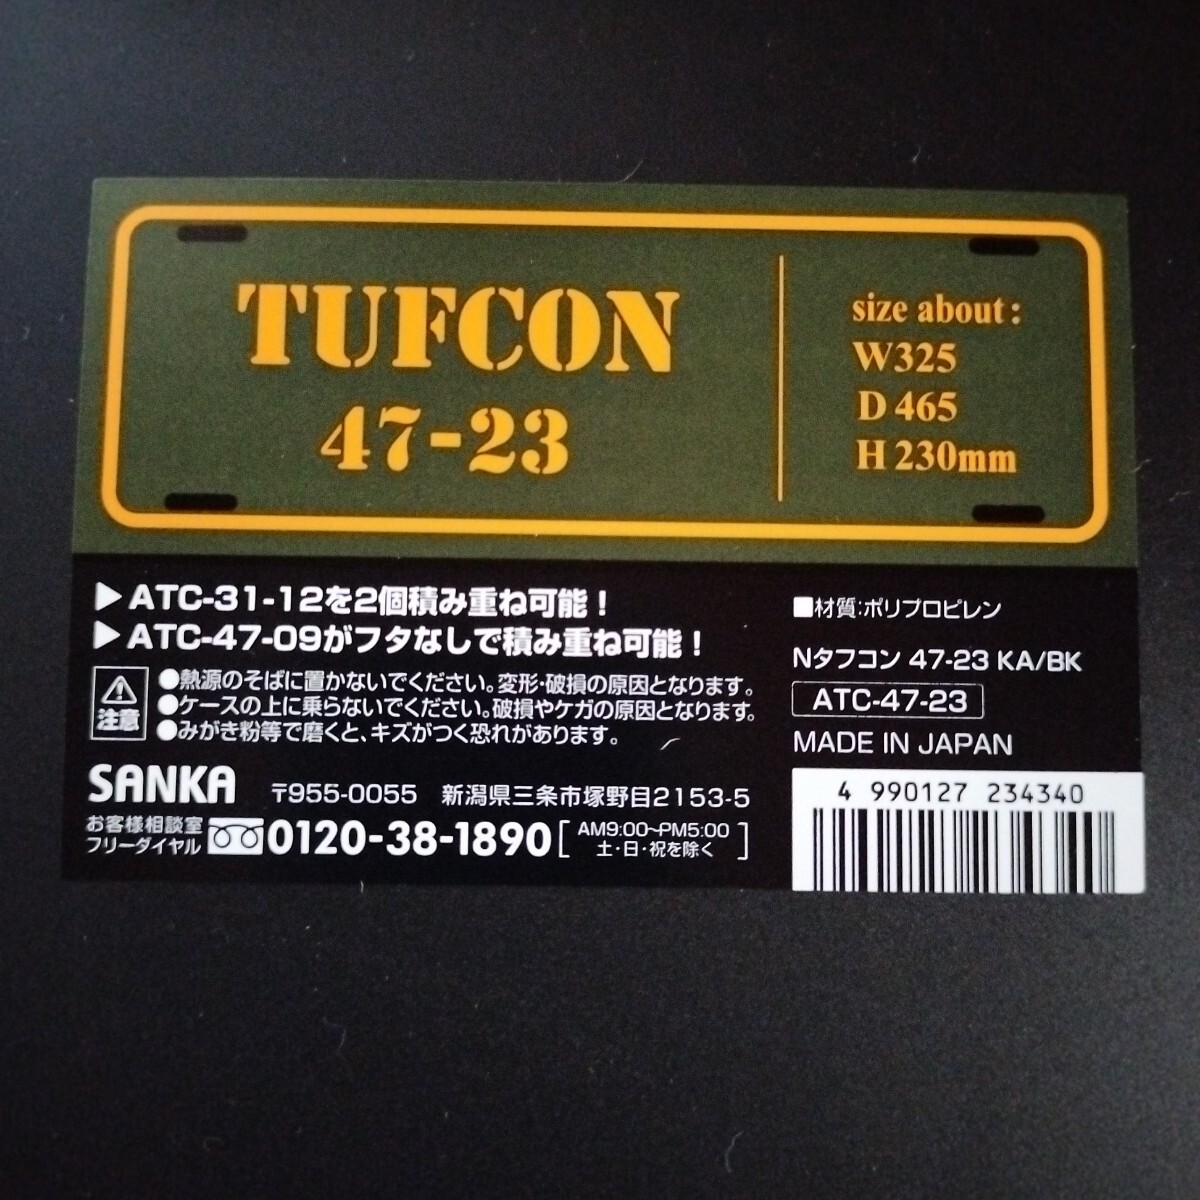 TUFCON
47-23
size about:
W325
D 465
H 230mm
▶ATC-31-12を2個積み重ね可能!
▶ATC-47-09がフタなしで積み重ね可能!
注意
●熱源のそばに置かないでください。変形・破損の原因となります。
●ケースの上に乗らないでください。破損やケガの原因となります。
●みがき粉等で磨くと、キズがつく恐れがあります。
SANKA
〒955-0055 新潟県三条市塚野目2153-5
お客様相談室
フリーダイヤル
0120-38-1890
AM9:00~PM5:00
土・日・祝を除く
■材質:ポリプロピレン
Nタフコン 47-23 KA/BK
ATC-47-23
MADE IN JAPAN
4 990127 234340